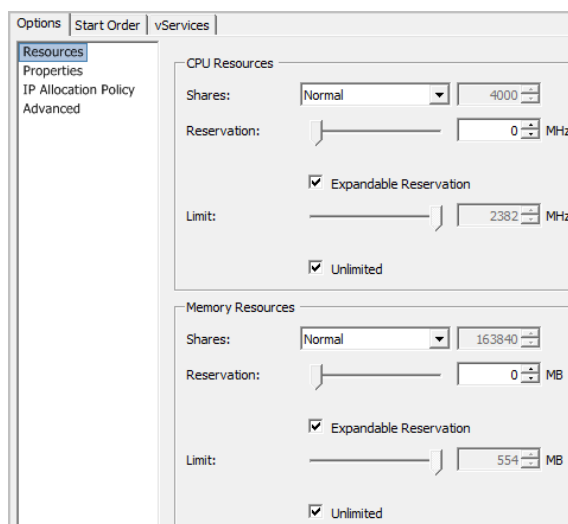 Options Start Order vServices
Resources
Properties
IP Allocation Policy
Advanced
CPU Resources
Shares: Normal 4000
Reservation: 0 MHz
Expandable Reservation
Limit: 2382 MHz
Unlimited
Memory Resources
Shares: Normal 163840
Reservation: 0 MB
Expandable Reservation
Limit: 554 MB
Unlimited